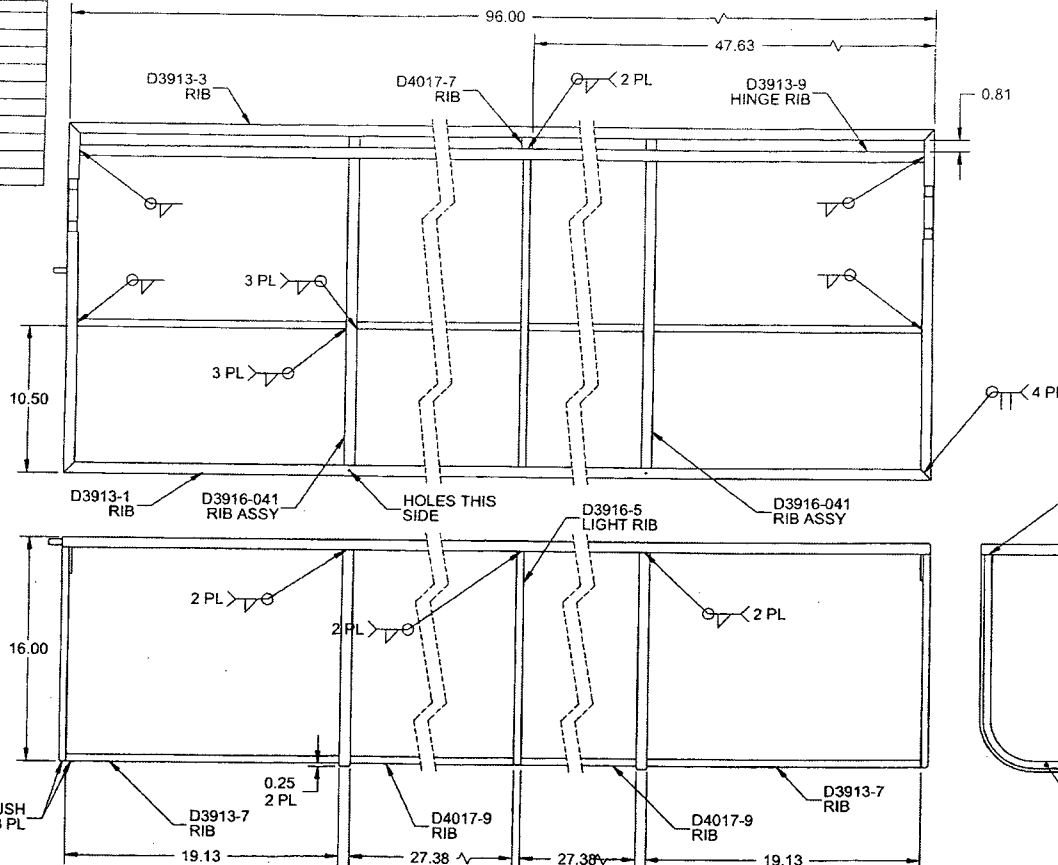 96.00
47.63
D3913-3
RIB
D4017-7
RIB
2 PL
D3913-9
HINGE RIB
0.81
3 PL
3 PL
10.50
4 PL
D3913-1
RIB
D3916-041
RIB ASSY
HOLES THIS
SIDE
D3916-5
LIGHT RIB
D3916-041
RIB ASSY
2 PL
2 PL
2 PL
16.00
0.25
2 PL
PL
D3913-7
RIB
D4017-9
RIB
D4017-9
RIB
D3913-7
RIB
19.13
27.38
27.38
19.13